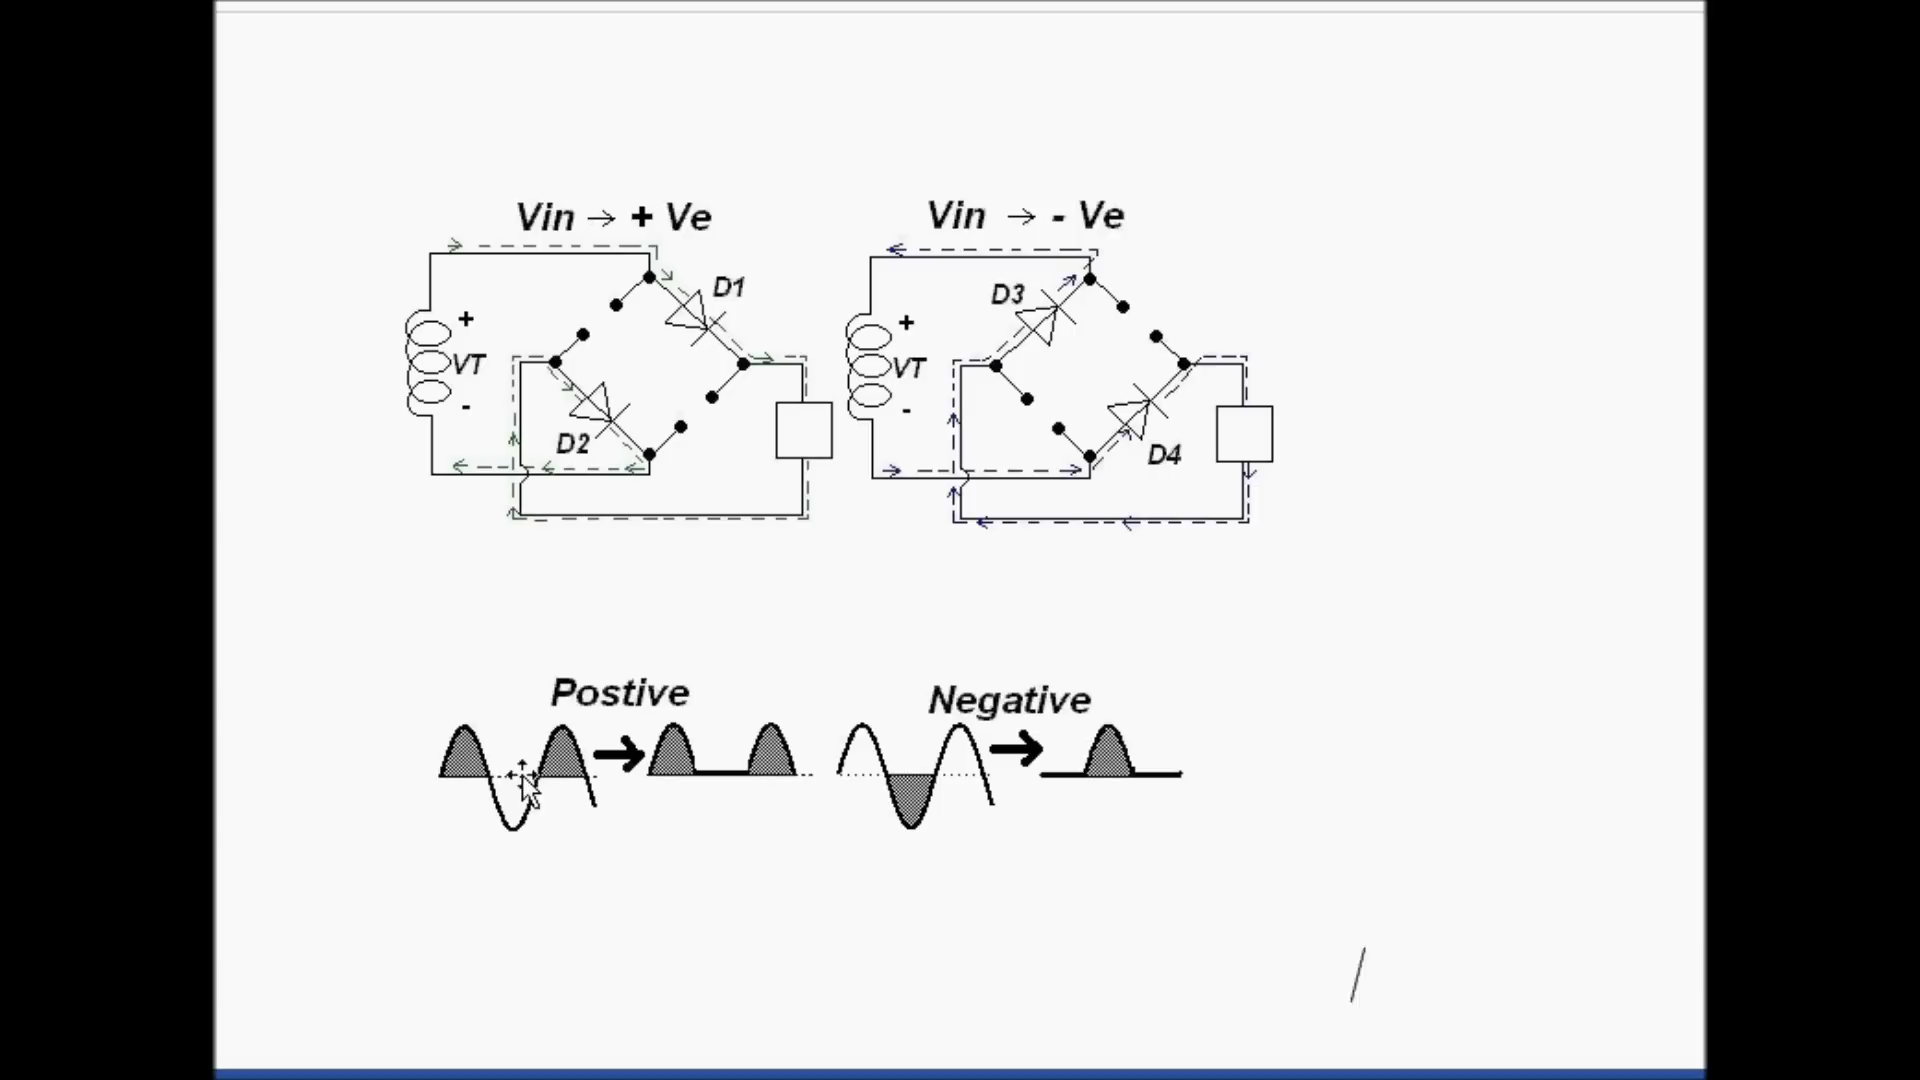 Vin → + Ve
Vin → - Ve
D1
D3
+
VT
-
+
VT
-
D2
D4
Postive
Negative